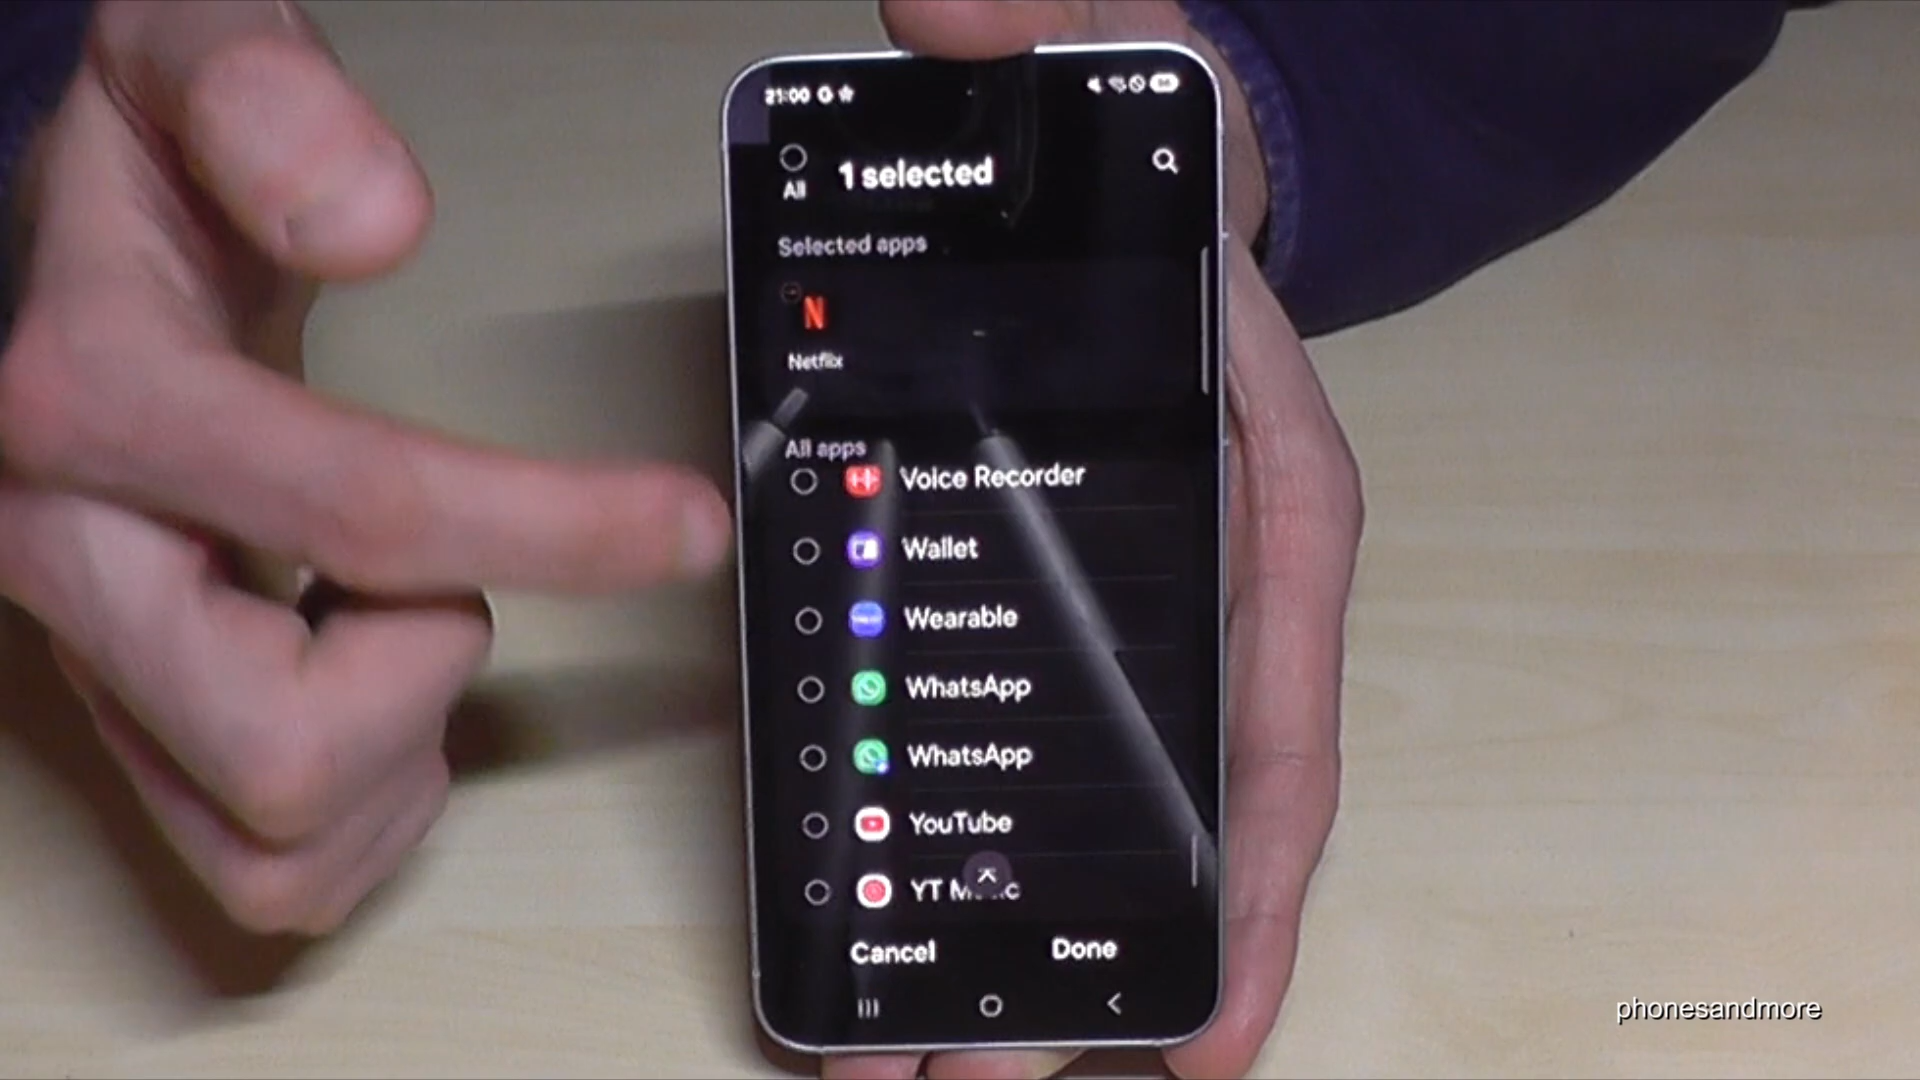 21:00 G
All
1 selected
Selected apps
N
Netflix
All apps
Voice Recorder
Wallet
Wearable
WhatsApp
WhatsApp
YouTube
YT
Cancel
Done
phonesandmore